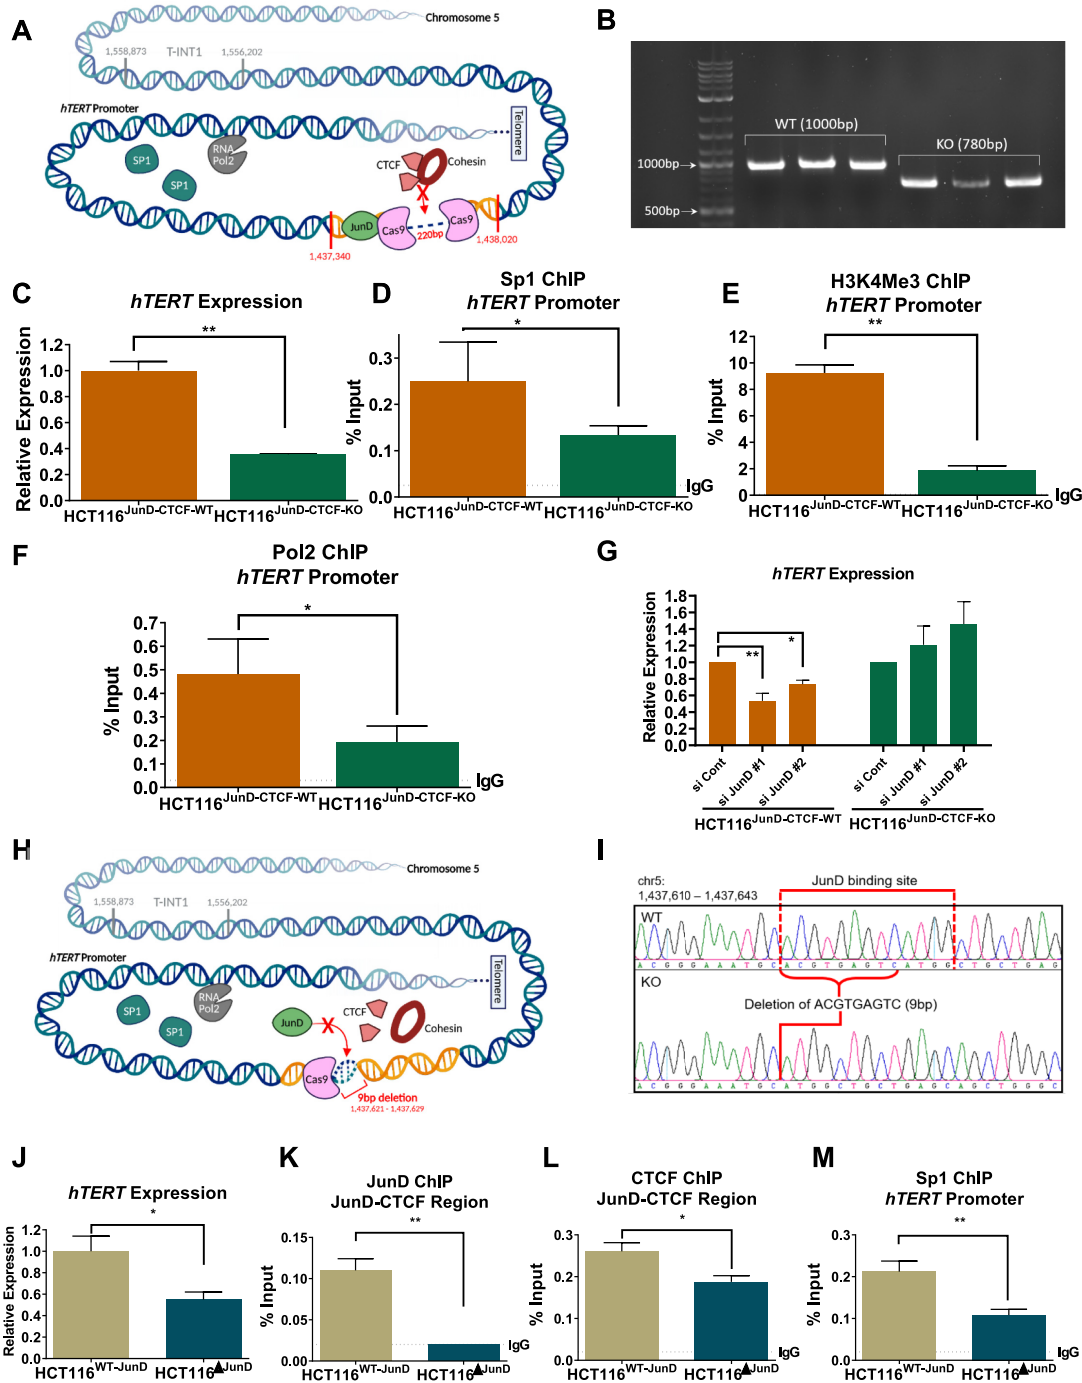 A
Chromosome 5
1,558,873
T-INT1
1,556,202
hTERT Promoter
RNA
Pol2
SP1
SP1
CTCF
Cohesin
Telomere
JunD
Cas9
220bp
Cas9
1,437,340
1,438,020
B
WT (1000bp)
KO (780bp)
1000bp
500bp
C
hTERT Expression
**
Relative Expression
1.2
1.0
0.8
0.6
0.4
0.2
0.0
HCT116JunD-CTCF-WT
HCT116JunD-CTCF-KO
D
Sp1 ChIP
hTERT Promoter
*
% Input
0.3
0.2
0.1
0.0
IgG
HCT116JunD-CTCF-WT
HCT116JunD-CTCF-KO
E
H3K4Me3 ChIP
hTERT Promoter
**
% Input
12
10
8
6
4
2
0
IgG
HCT116JunD-CTCF-WT
HCT116JunD-CTCF-KO
F
Pol2 ChIP
hTERT Promoter
*
% Input
0.7
0.6
0.5
0.4
0.3
0.2
0.1
0.0
IgG
HCT116JunD-CTCF-WT
HCT116JunD-CTCF-KO
G
hTERT Expression
Relative Expression
1.8
1.6
1.4
1.2
1.0
0.8
0.6
0.4
0.2
0.0
**
*
si Cont
si JunD #1
si JunD #2
si Cont
si JunD #1
si JunD #2
HCT116JunD-CTCF-WT
HCT116JunD-CTCF-KO
H
Chromosome 5
1,558,873
T-INT1
1,556,202
hTERT Promoter
RNA
Pol2
SP1
SP1
JunD
CTCF
Cohesin
Telomere
Cas9
9bp deletion
1,437,621 - 1,437,629
I
chr5:
1,437,610 – 1,437,643
JunD binding site
WT
A C G G G A A A T G C A C G T G A G T C A T G G C T G C T G A G
KO
Deletion of ACGTGAGTC (9bp)
A C G G G A A A T G C A T G G C T G C T G A G C A G C T G G G C
J
hTERT Expression
*
Relative Expression
1.2
1.0
0.8
0.6
0.4
0.2
0.0
HCT116WT-JunD
HCT116▲JunD
K
JunD ChIP
JunD-CTCF Region
**
% Input
0.15
0.10
0.05
0.00
IgG
HCT116WT-JunD
HCT116▲JunD
L
CTCF ChIP
JunD-CTCF Region
*
% Input
0.3
0.2
0.1
0.0
IgG
HCT116WT-JunD
HCT116▲JunD
M
Sp1 ChIP
hTERT Promoter
**
% Input
0.3
0.2
0.1
0.0
IgG
HCT116WT-JunD
HCT116▲JunD